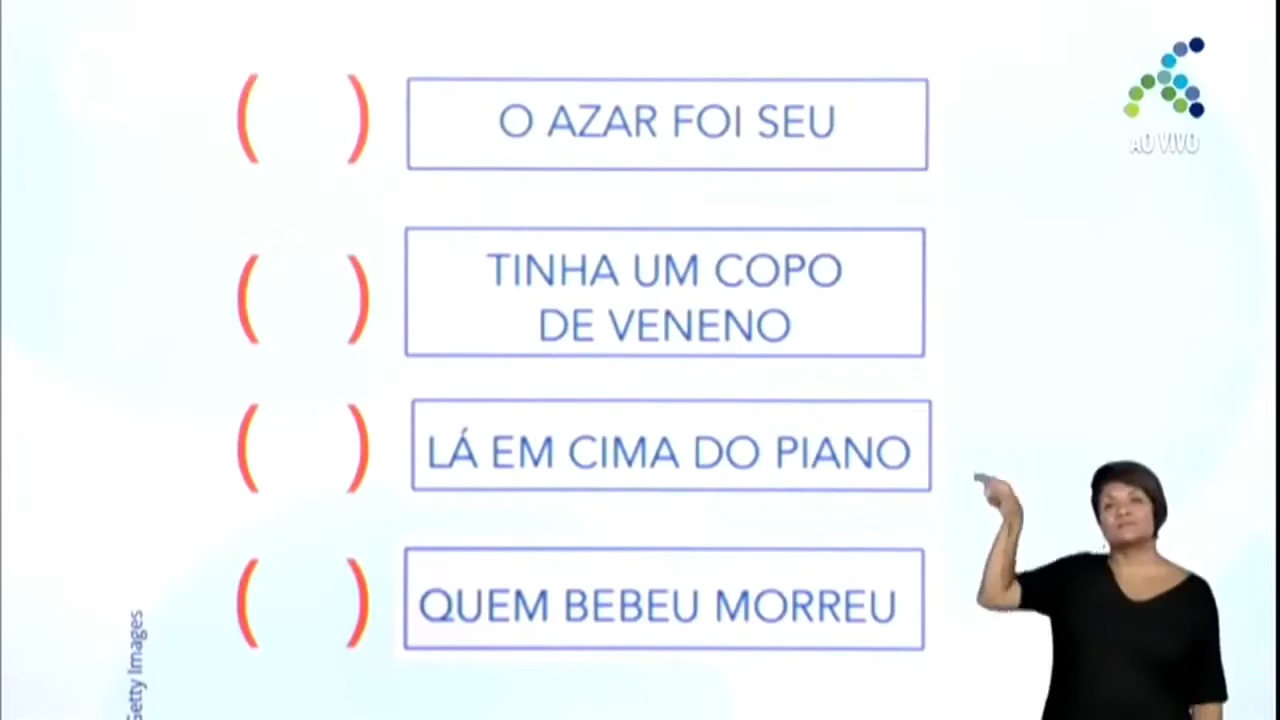 ( ) O AZAR FOI SEU
AO VIVO
( ) TINHA UM COPO
DE VENENO
( ) LÁ EM CIMA DO PIANO
( ) QUEM BEBEU MORREU
Getty Images